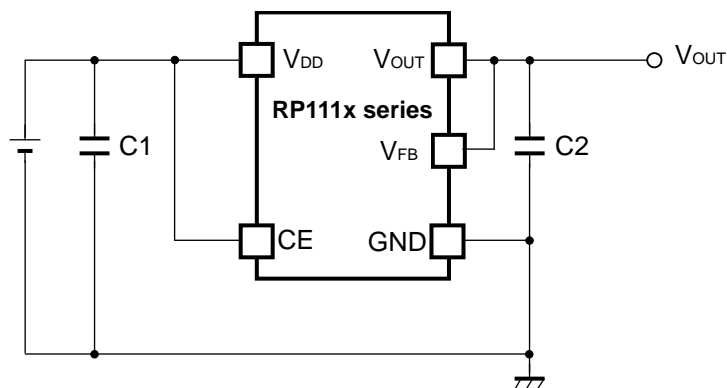 VDD
VOUT
VOUT
RP111x series
C1
VFB
C2
CE
GND